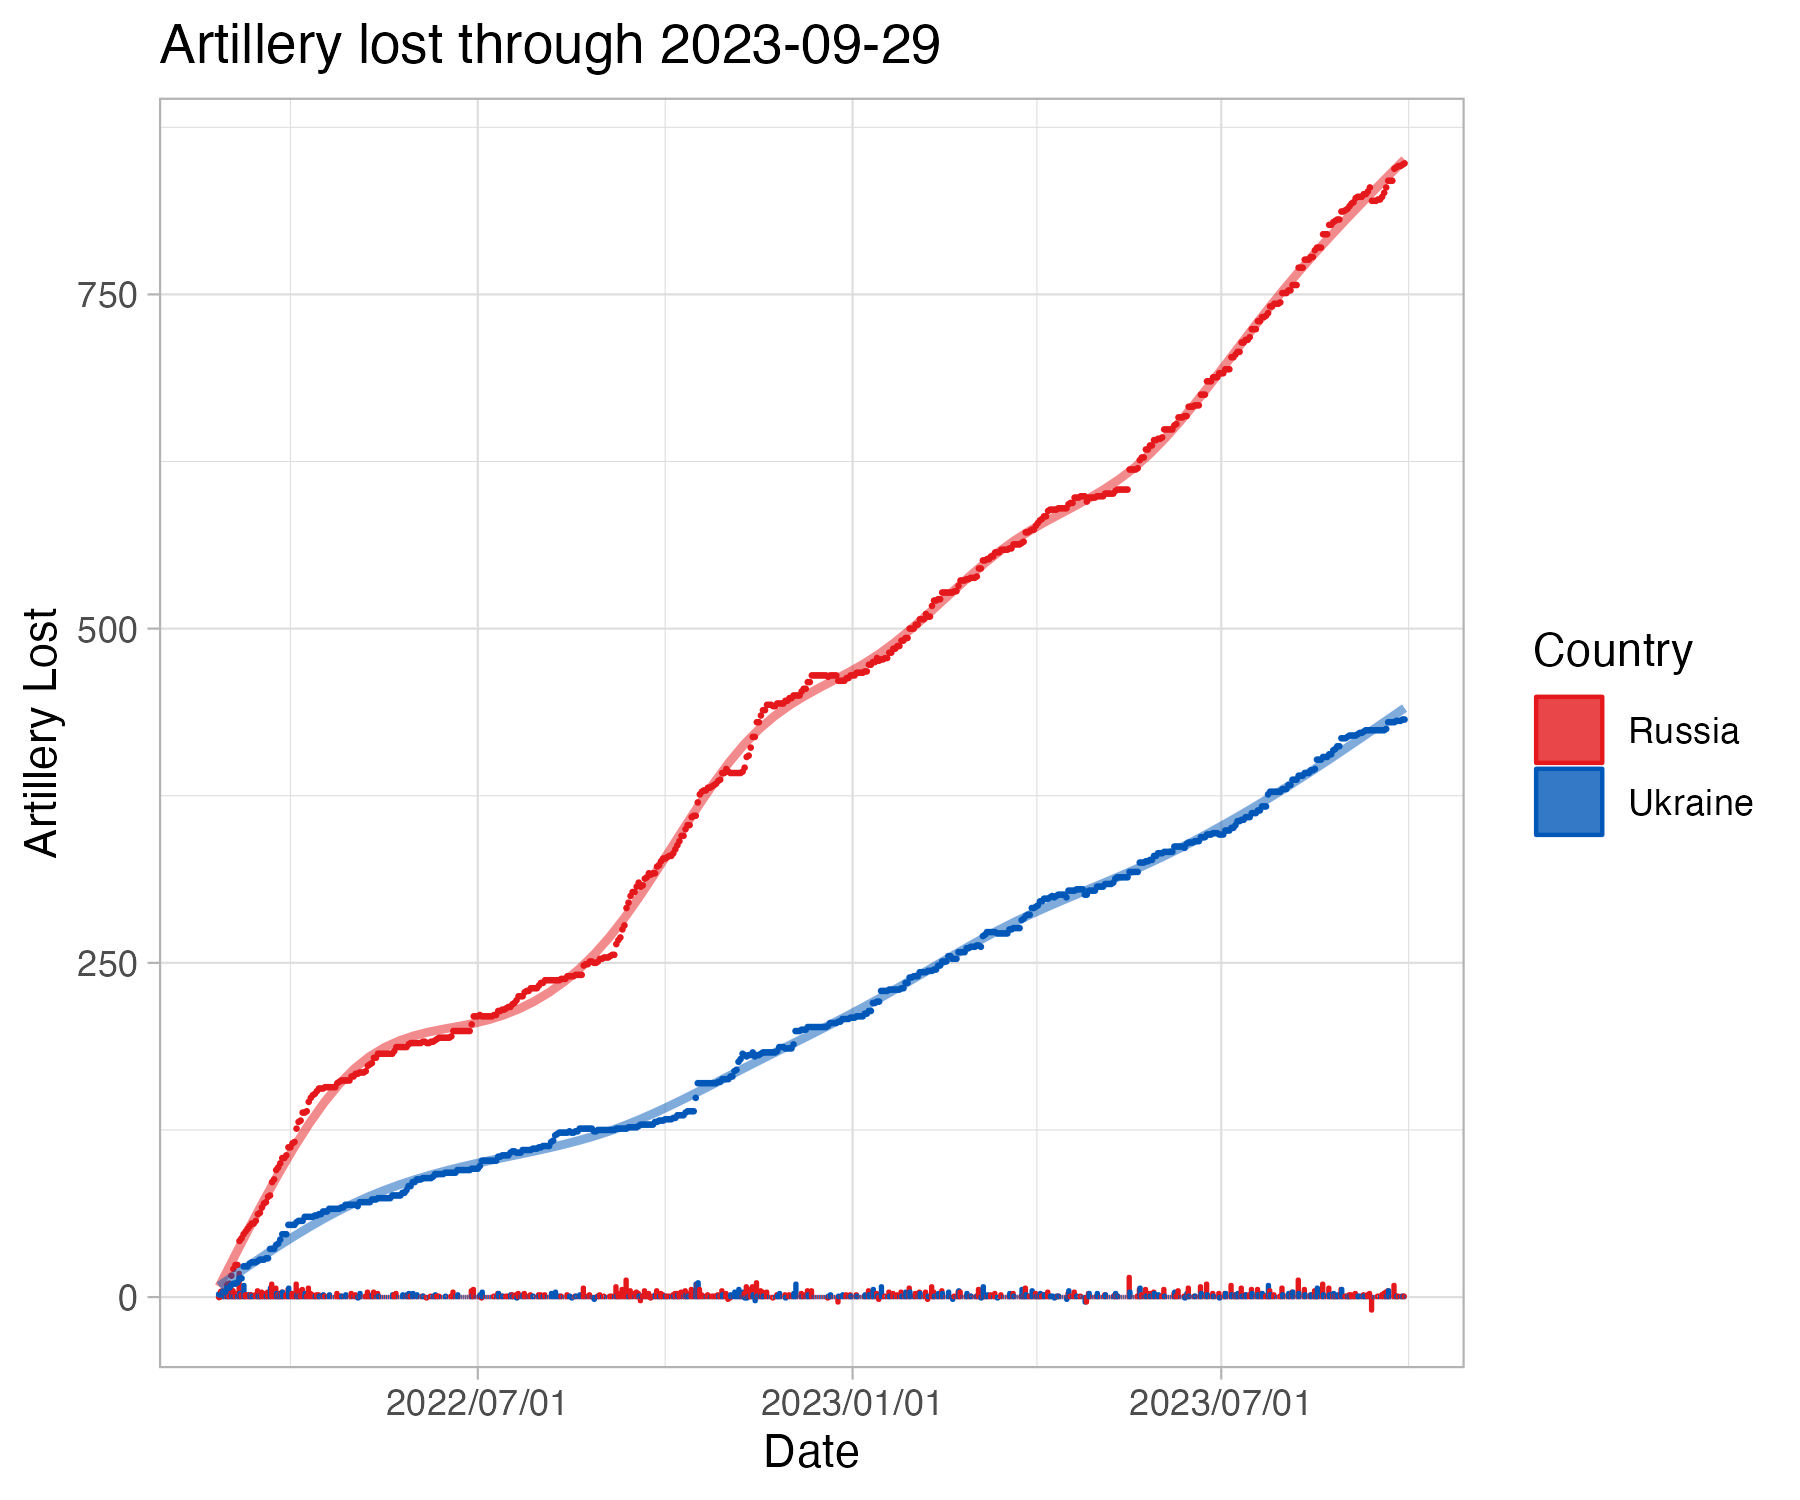 Artillery lost through 2023-09-29
Artillery Lost
750
500
250
0
2022/07/01
2023/01/01
2023/07/01
Date
Country
Russia
Ukraine